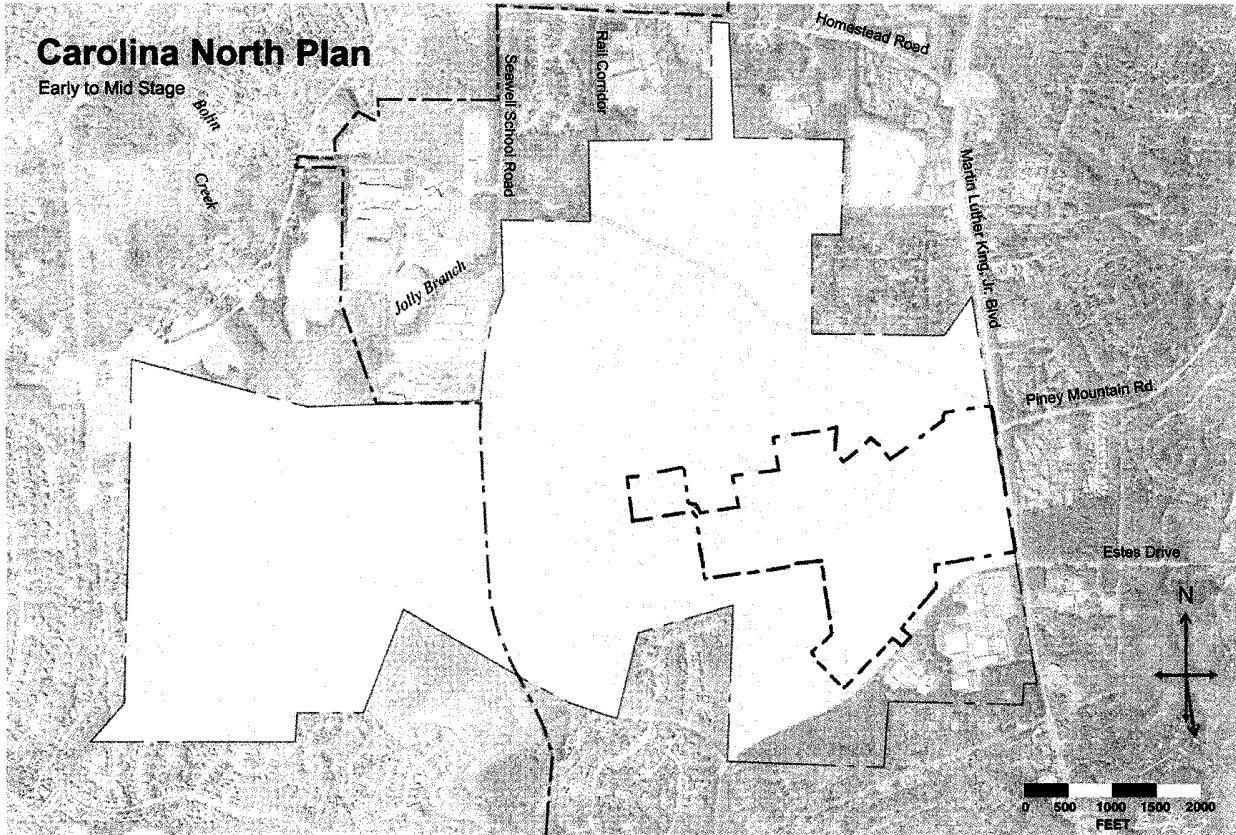 Carolina North Plan
Early to Mid Stage
Bolin
Creek
Seawell School Road
Rail Corridor
Homestead Road
Martin Luther King, Jr. Blvd
Jolly Branch
Piney Mountain Rd
Estes Drive
N
0 500 1000 1500 2000
FEET